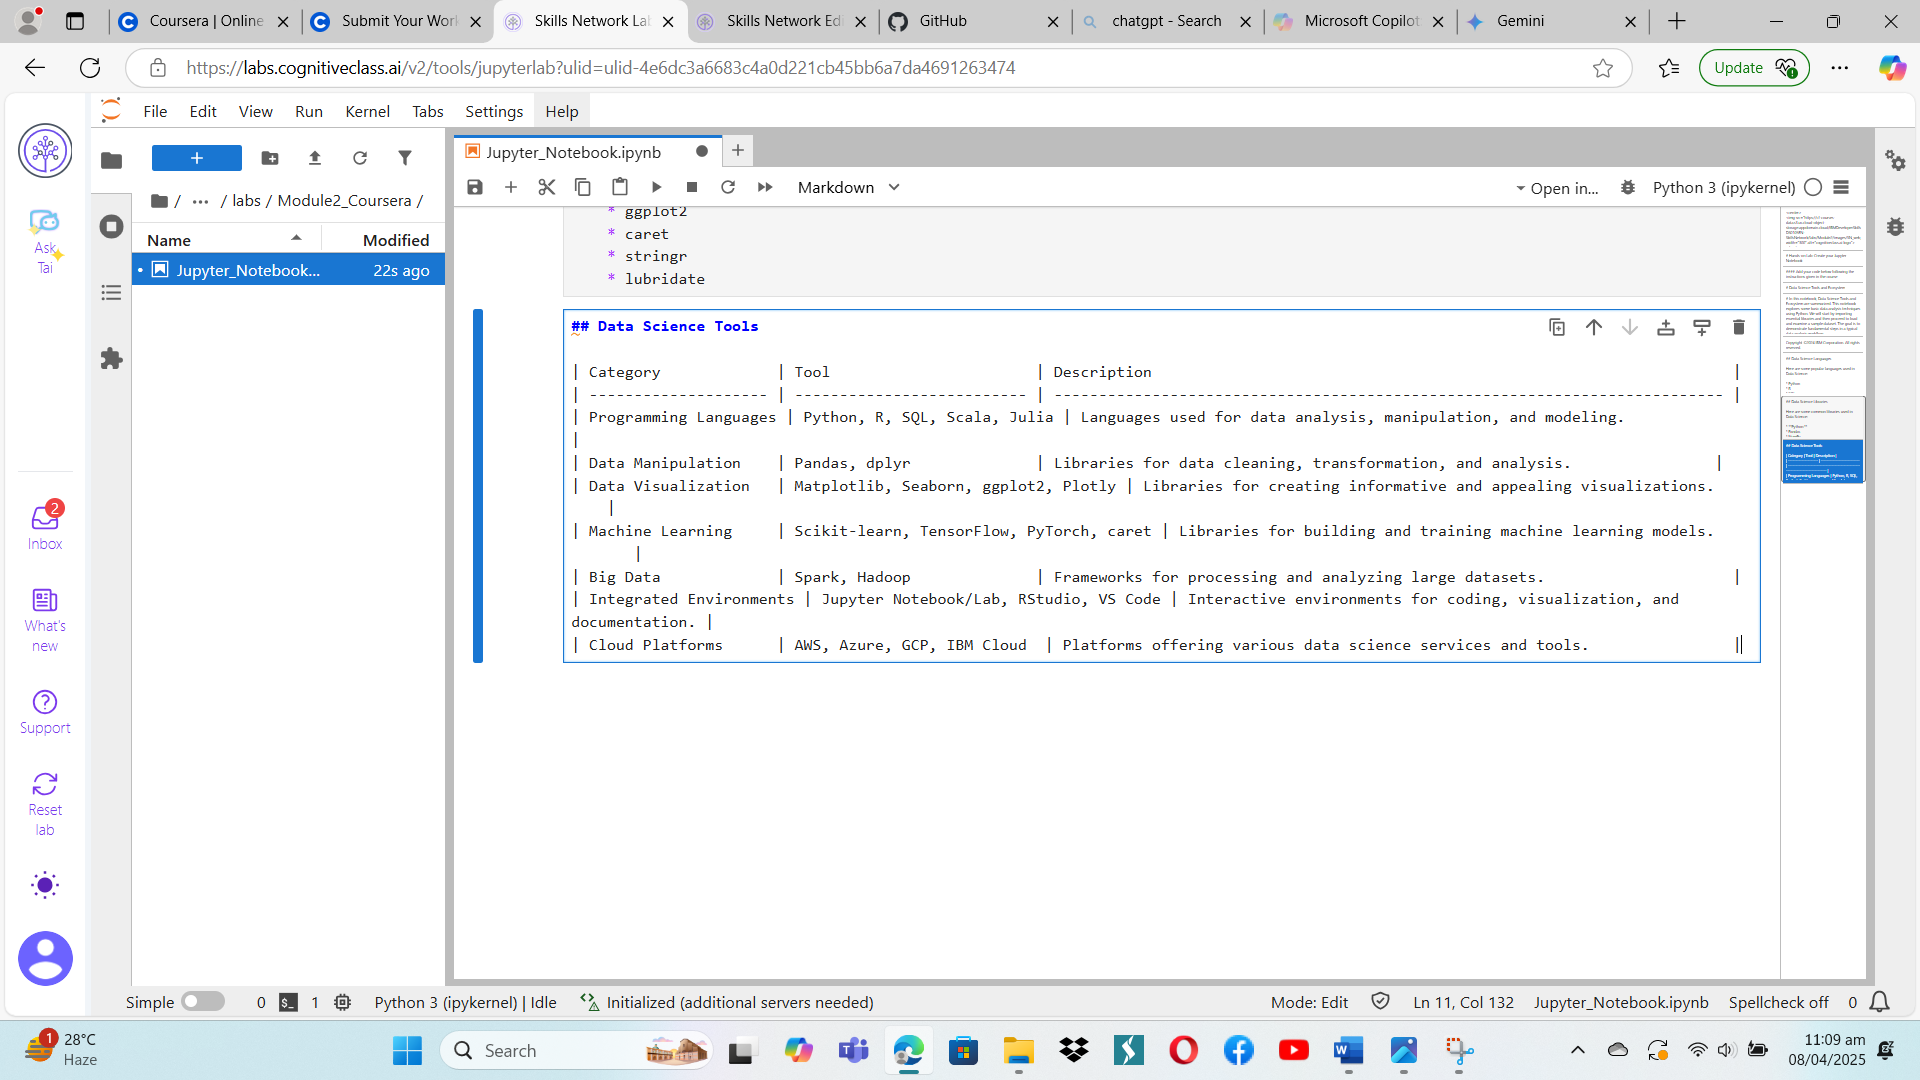 Coursera | Online
Submit Your Work
Skills Network La
Skills Network Edi
GitHub
chatgpt - Search
Microsoft Copilot
Gemini
https://labs.cognitiveclass.ai/v2/tools/jupyterlab?ulid=ulid-4e6dc3a6683c4a0d221cb45bb6a7da4691263474
Update
File Edit View Run Kernel Tabs Settings Help
Jupyter_Notebook.ipynb
Markdown
Open in...
Python 3 (ipykernel)
/ ... / labs / Module2_Coursera /
Name Modified
Jupyter_Notebook... 22s ago
Ask
Tai
2
Inbox
What's
new
Support
Reset
lab
* ggplot2
* caret
* stringr
* lubridate
## Data Science Tools
| Category | Tool | Description |
| -------------------- | -------------------------- | --------------------------------------------------------------------------- |
| Programming Languages | Python, R, SQL, Scala, Julia | Languages used for data analysis, manipulation, and modeling.
|
| Data Manipulation | Pandas, dplyr | Libraries for data cleaning, transformation, and analysis. |
| Data Visualization | Matplotlib, Seaborn, ggplot2, Plotly | Libraries for creating informative and appealing visualizations.
|
| Machine Learning | Scikit-learn, TensorFlow, PyTorch, caret | Libraries for building and training machine learning models.
|
| Big Data | Spark, Hadoop | Frameworks for processing and analyzing large datasets. |
| Integrated Environments | Jupyter Notebook/Lab, RStudio, VS Code | Interactive environments for coding, visualization, and
documentation. |
| Cloud Platforms | AWS, Azure, GCP, IBM Cloud | Platforms offering various data science services and tools. |
Simple 0 1 Python 3 (ipykernel) | Idle Initialized (additional servers needed)
Mode: Edit Ln 11, Col 132 Jupyter_Notebook.ipynb Spellcheck off 0
1
28°C
Haze
Search
11:09 am
08/04/2025